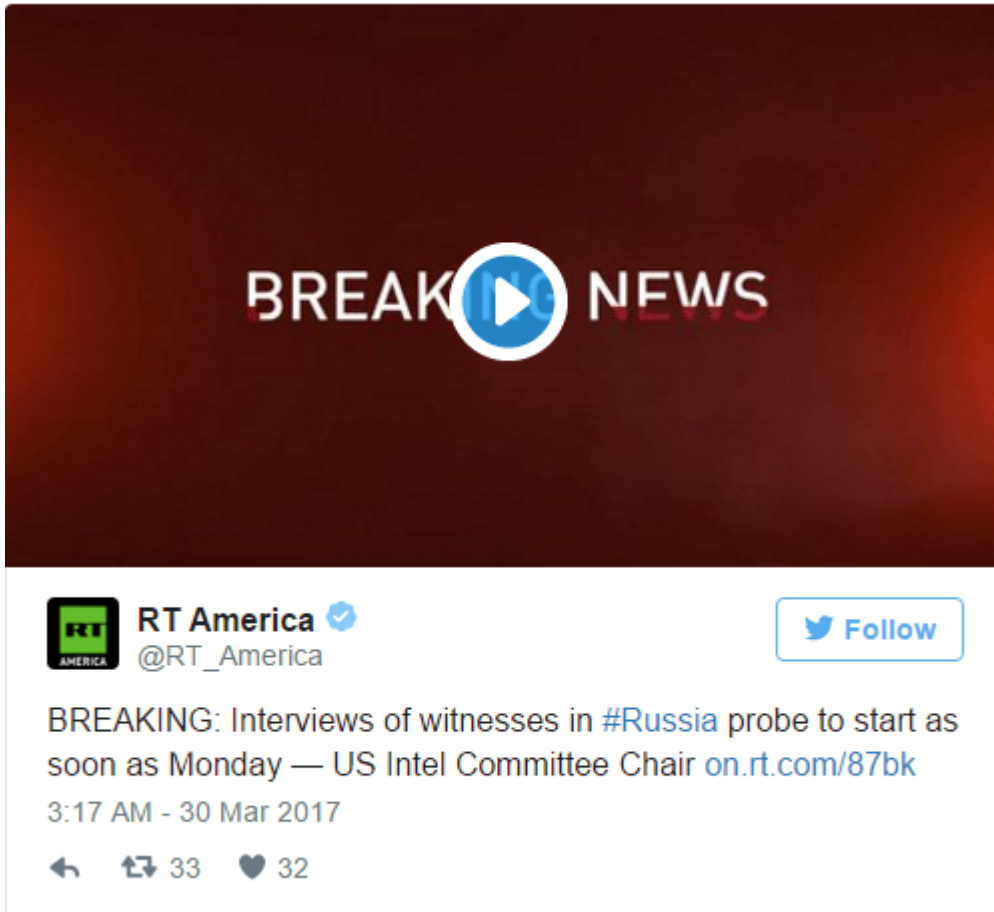 BREAKING NEWS
RT
AMERICA
RT America
@RT_America
Follow
BREAKING: Interviews of witnesses in #Russia probe to start as
soon as Monday — US Intel Committee Chair on.rt.com/87bk
3:17 AM - 30 Mar 2017
33 32